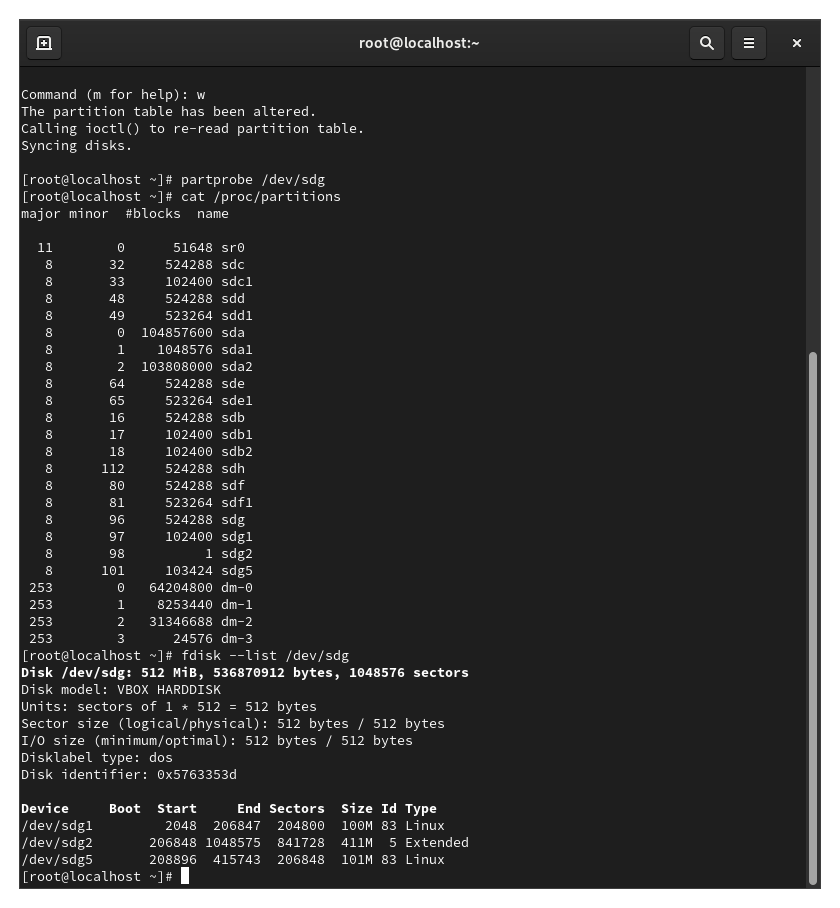 root@localhost:~
Command (m for help): w
The partition table has been altered.
Calling ioctl() to re-read partition table.
Syncing disks.
[root@localhost ~]# partprobe /dev/sdg
[root@localhost ~]# cat /proc/partitions
major minor  #blocks  name
  11        0      51648 sr0
   8       32     524288 sdc
   8       33     102400 sdc1
   8       48     524288 sdd
   8       49     523264 sdd1
   8        0  104857600 sda
   8        1    1048576 sda1
   8        2  103808000 sda2
   8       64     524288 sde
   8       65     523264 sde1
   8       16     524288 sdb
   8       17     102400 sdb1
   8       18     102400 sdb2
   8      112     524288 sdh
   8       80     524288 sdf
   8       81     523264 sdf1
   8       96     524288 sdg
   8       97     102400 sdg1
   8       98          1 sdg2
   8      101     103424 sdg5
 253        0   64204800 dm-0
 253        1    8253440 dm-1
 253        2   31346688 dm-2
 253        3      24576 dm-3
[root@localhost ~]# fdisk --list /dev/sdg
Disk /dev/sdg: 512 MiB, 536870912 bytes, 1048576 sectors
Disk model: VBOX HARDDISK
Units: sectors of 1 * 512 = 512 bytes
Sector size (logical/physical): 512 bytes / 512 bytes
I/O size (minimum/optimal): 512 bytes / 512 bytes
Disklabel type: dos
Disk identifier: 0x5763353d
Device     Boot  Start     End Sectors  Size Id Type
/dev/sdg1         2048  206847  204800  100M 83 Linux
/dev/sdg2       206848 1048575  841728  411M  5 Extended
/dev/sdg5       208896  415743  206848  101M 83 Linux
[root@localhost ~]#